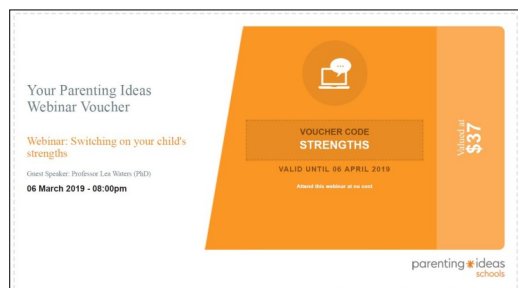 Your Parenting Ideas
Webinar Voucher
Webinar: Switching on your child's
strengths
Guest Speaker: Professor Lea Waters (PhD)
06 March 2019 - 08:00pm
VOUCHER CODE
STRENGTHS
VALID UNTIL 06 APRIL 2019
Attend this webinar at no cost
Valued at
$37
parenting ideas
schools